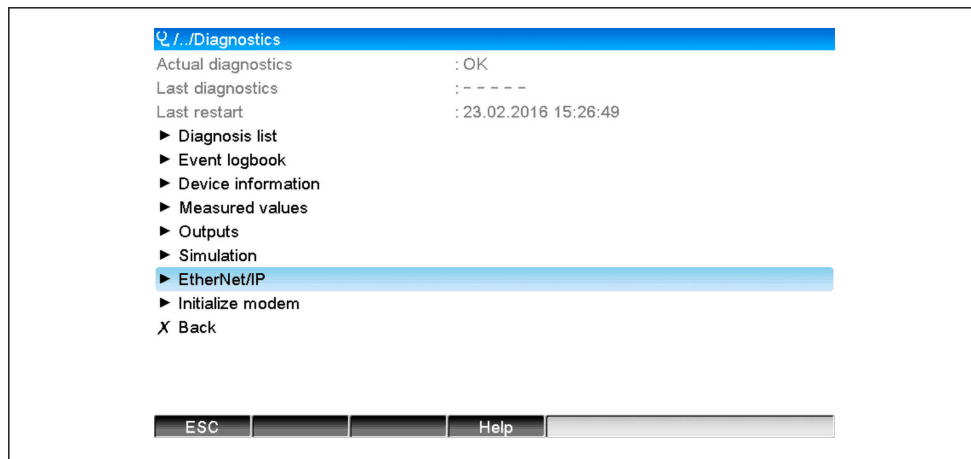 /../Diagnostics
Actual diagnostics : OK
Last diagnostics : - - - - -
Last restart : 23.02.2016 15:26:49
► Diagnosis list
► Event logbook
► Device information
► Measured values
► Outputs
► Simulation
► EtherNet/IP
► Initialize modem
X Back
ESC Help